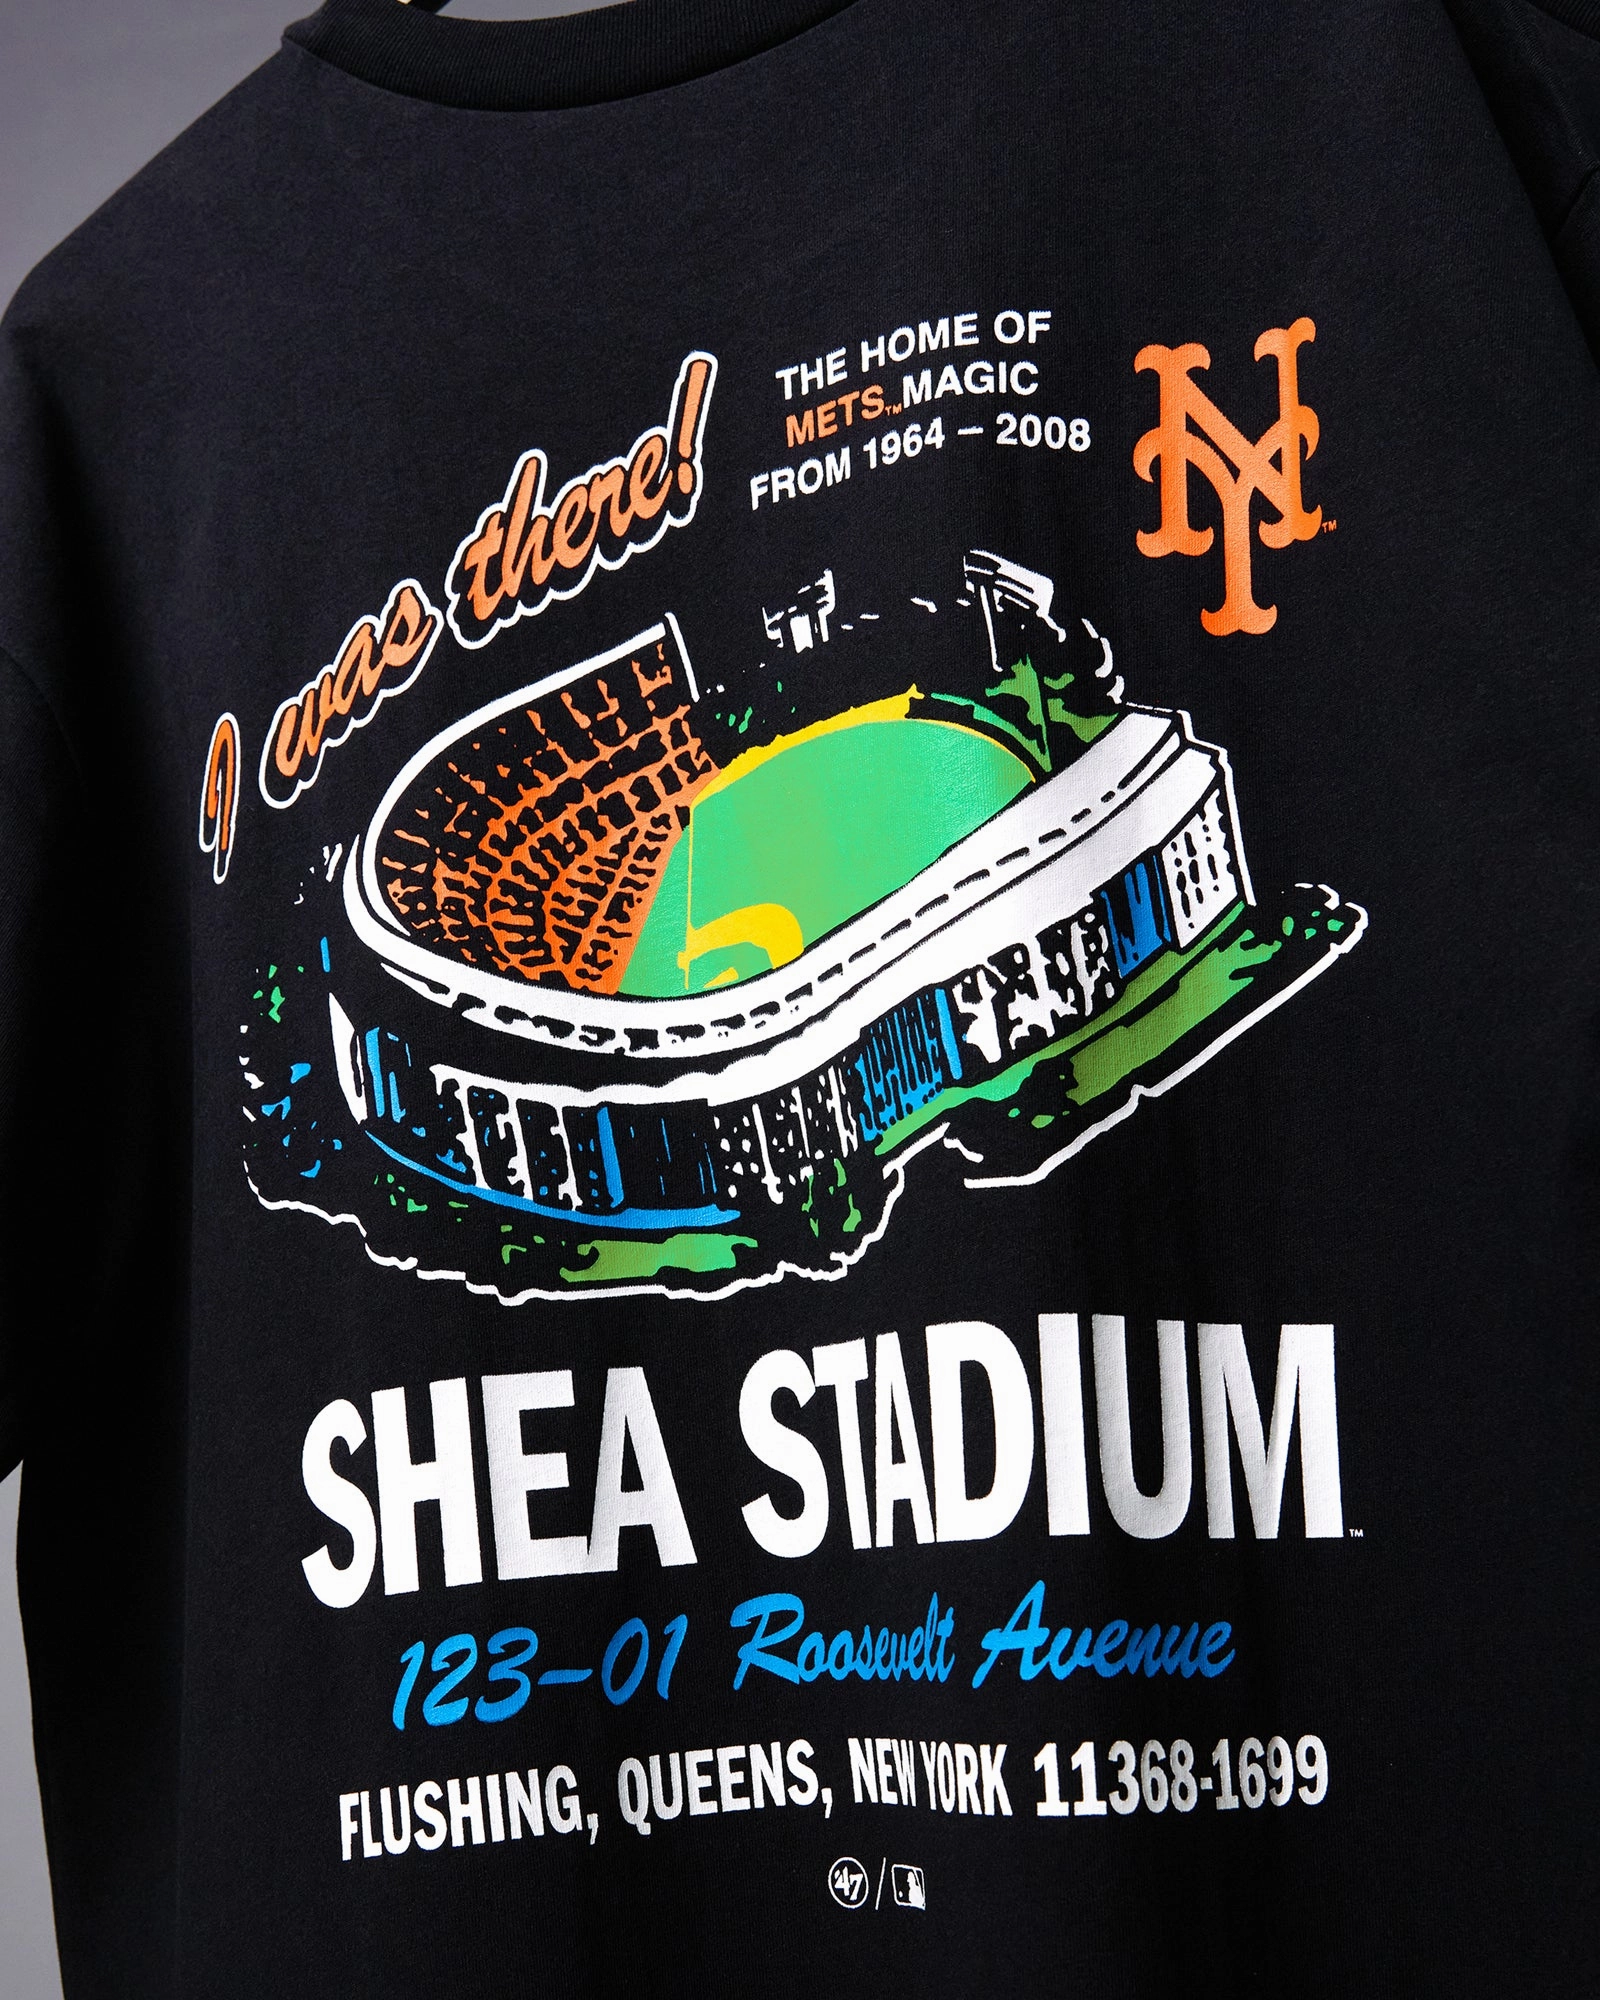 I was there!
THE HOME OF
METS™ MAGIC
FROM 1964 – 2008
NY™
SHEA STADIUM™
123-01 Roosevelt Avenue
FLUSHING, QUEENS, NEW YORK 11368-1699
'47 /